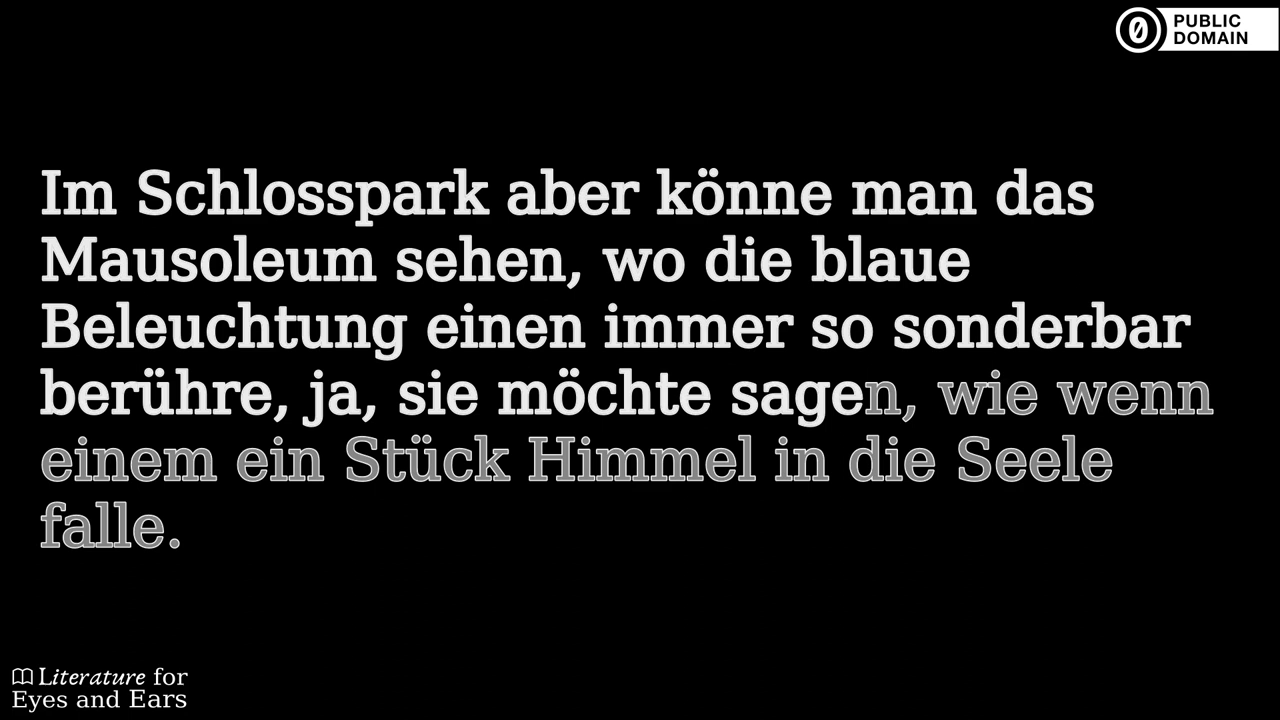 PUBLIC
DOMAIN
Im Schlosspark aber könne man das
Mausoleum sehen, wo die blaue
Beleuchtung einen immer so sonderbar
berühre, ja, sie möchte sagen, wie wenn
einem ein Stück Himmel in die Seele
falle.
Literature for
Eyes and Ears